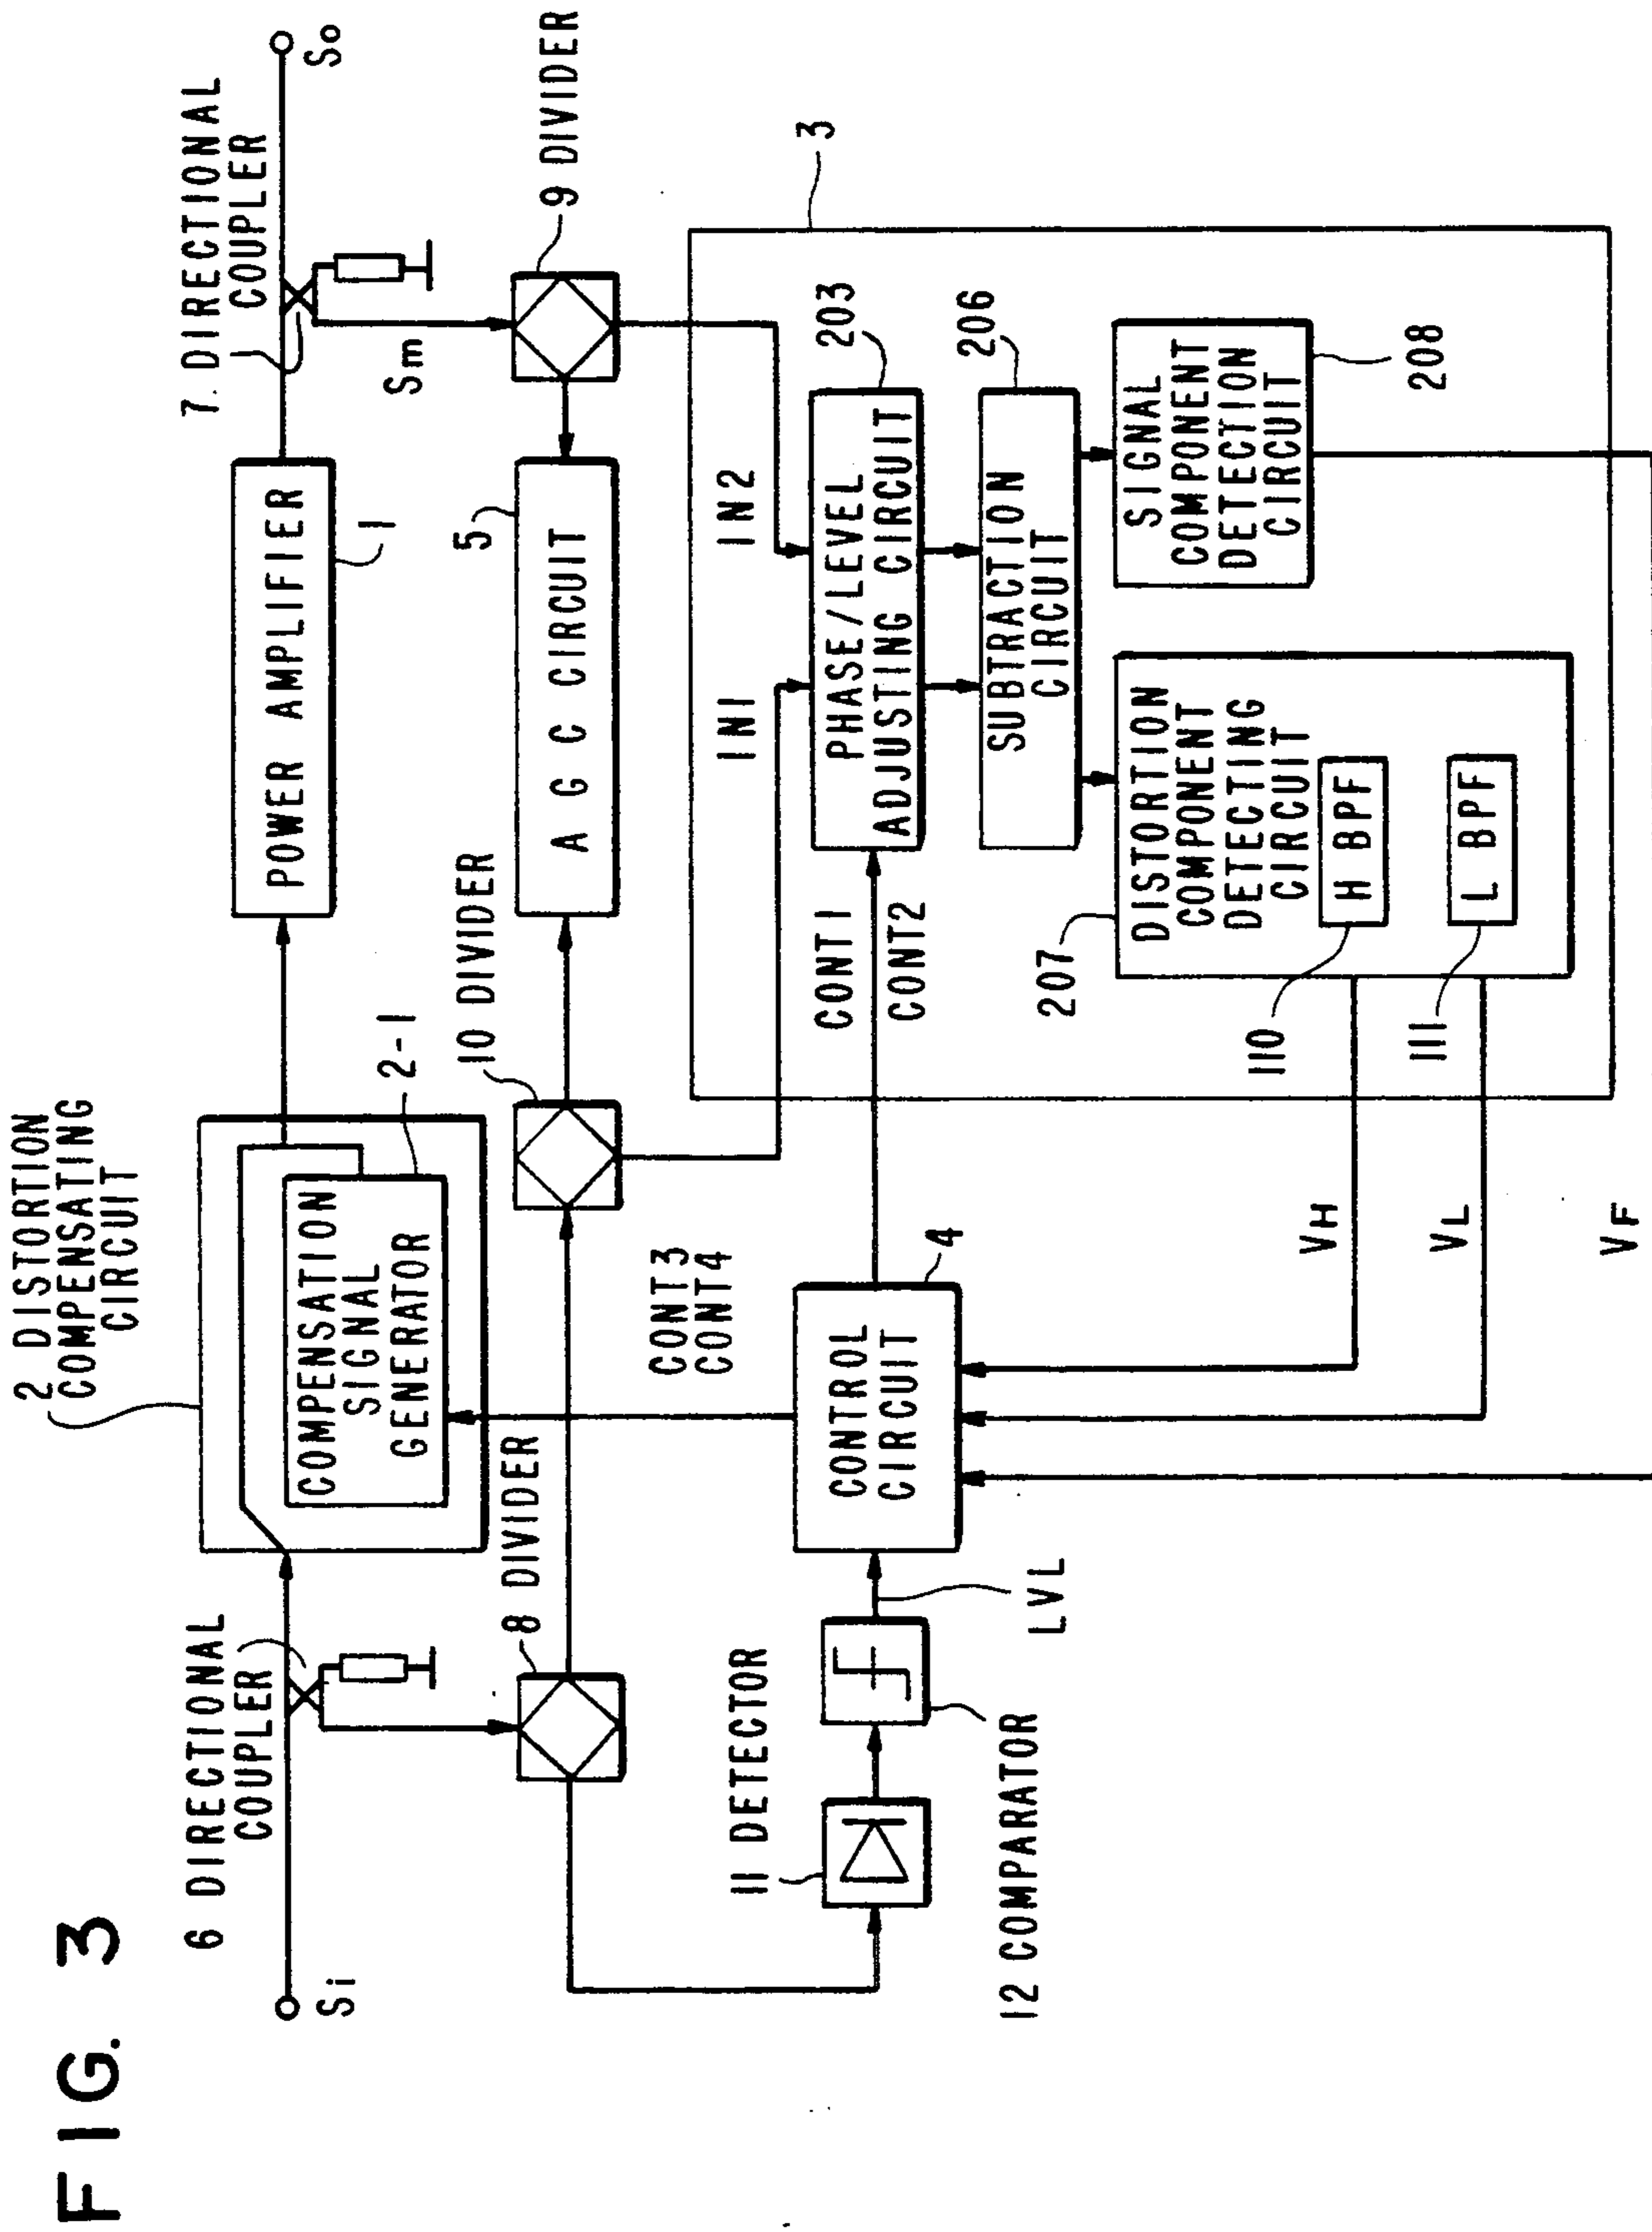 FIG. 3
2 DISTORTION
COMPENSATING
CIRCUIT
6 DIRECTIONAL
COUPLER
7. DIRECTIONAL
COUPLER
Si
So
COMPENSATION
SIGNAL
GENERATOR
2-1
POWER AMPLIFIER
1
Sm
8 DIVIDER
10 DIVIDER
5
AGC CIRCUIT
9 DIVIDER
CONT3
CONT4
IN1
IN2
3
11 DETECTOR
12 COMPARATOR
LVL
CONTROL
CIRCUIT
4
CONT1
CONT2
PHASE/LEVEL
ADJUSTING CIRCUIT
203
SUBTRACTION
CIRCUIT
206
207
DISTORTION
COMPONENT
DETECTING
CIRCUIT
H BPF
L BPF
110
111
SIGNAL
COMPONENT
DETECTION
CIRCUIT
208
VH
VL
VF